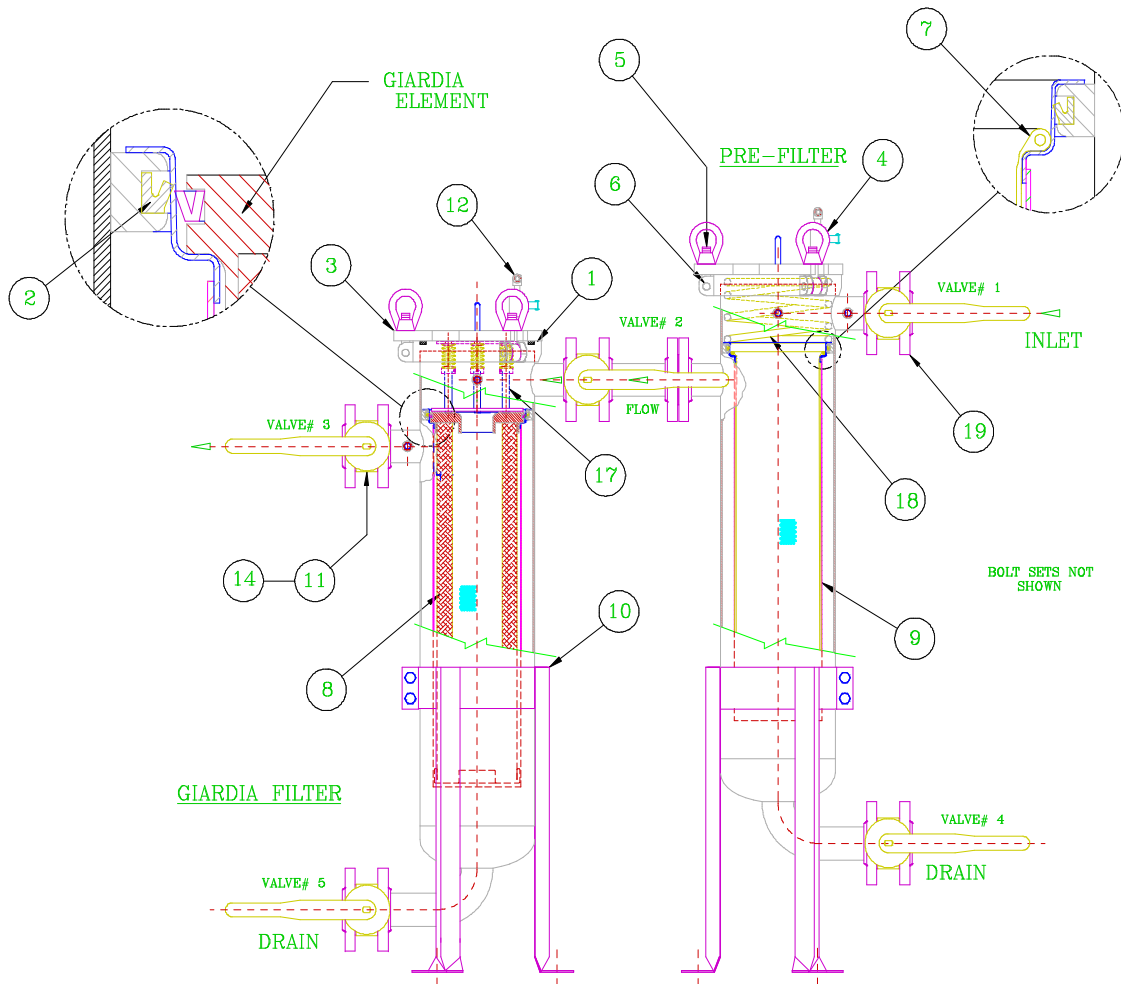 7
5
GIARDIA
ELEMENT
PRE-FILTER
4
6
12
3
1
2
VALVE# 1
VALVE# 2
INLET
FLOW
VALVE# 3
19
17
18
14
11
BOLT SETS NOT
SHOWN
10
9
8
GIARDIA FILTER
VALVE# 4
DRAIN
VALVE# 5
DRAIN